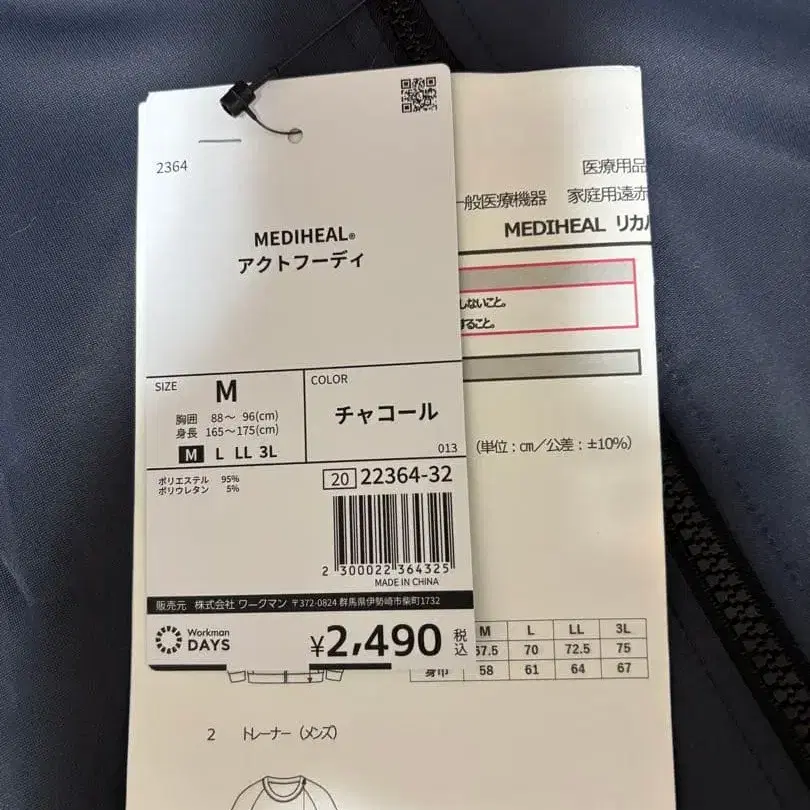 2364
MEDIHEAL®
アクトフーディ
SIZE
M
胸囲 88～ 96(cm)
身長 165～175(cm)
M L LL 3L
COLOR
チャコール
013
ポリエステル 95%
ポリウレタン 5%
20 22364-32
2 300022 364325
MADE IN CHINA
販売元 株式会社 ワークマン 〒372-0824 群馬県伊勢崎市柴町1732
Workman
DAYS
¥2,490 税込
医療用品
一般医療機器 家庭用遠赤
MEDIHEAL リカバ
しないこと。
すること。
(単位：㎝／公差：±10%)
M L LL 3L
67.5 70 72.5 75
身巾 58 61 64 67
2 トレーナー（メンズ）